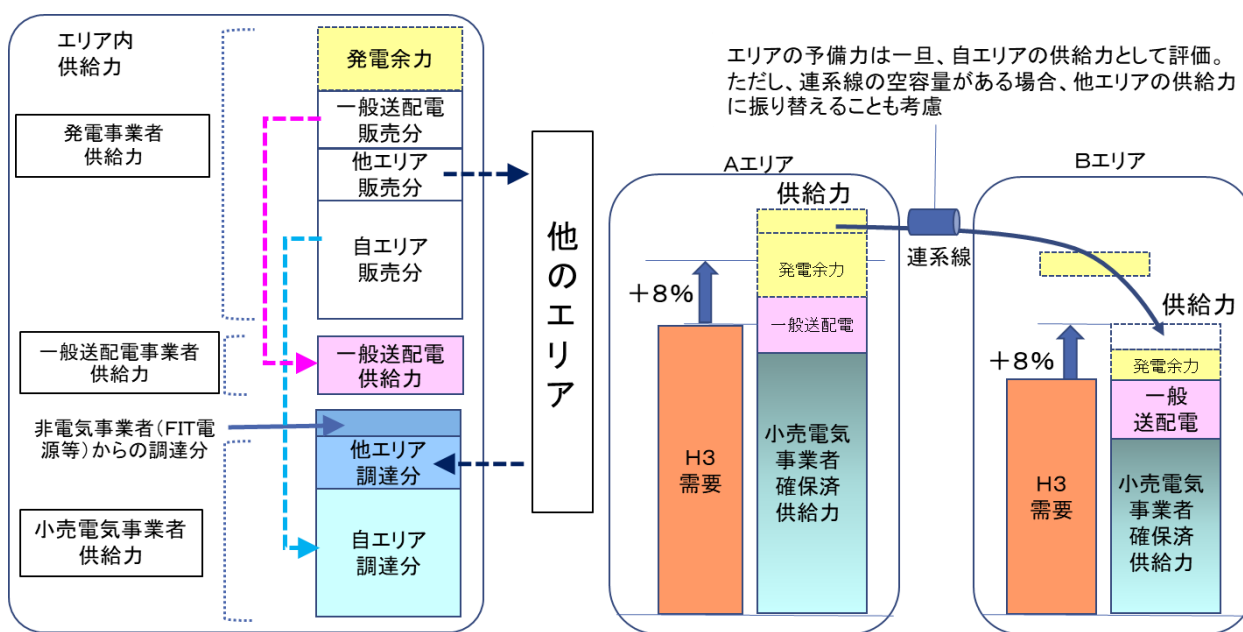 エリア内
供給力
発電余力
一般送配電
販売分
他エリア
販売分
自エリア
販売分
発電事業者
供給力
一般送配電事業者
供給力
一般送配電
供給力
非電気事業者(FIT電
源等)からの調達分
他エリア
調達分
自エリア
調達分
小売電気事業者
供給力
他のエリア
エリアの予備力は一旦、自エリアの供給力として評価。
ただし、連系線の空容量がある場合、他エリアの供給力
に振り替えることも考慮
Aエリア
供給力
発電余力
+8%
一般送配電
H3
需要
小売電気
事業者
確保済
供給力
連系線
Bエリア
供給力
+8%
発電余力
一般
送配電
H3
需要
小売電気
事業者
確保済
供給力